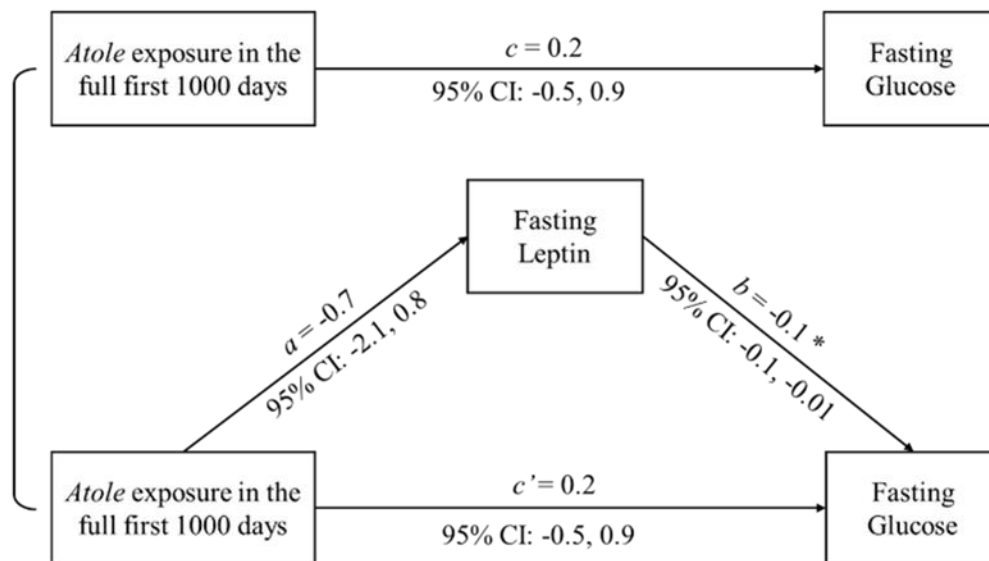 Atole exposure in the
full first 1000 days
c = 0.2
95% CI: -0.5, 0.9
Fasting
Glucose
Fasting
Leptin
a = -0.7
95% CI: -2.1, 0.8
b = -0.1 *
95% CI: -0.1, -0.01
Atole exposure in the
full first 1000 days
c’= 0.2
95% CI: -0.5, 0.9
Fasting
Glucose